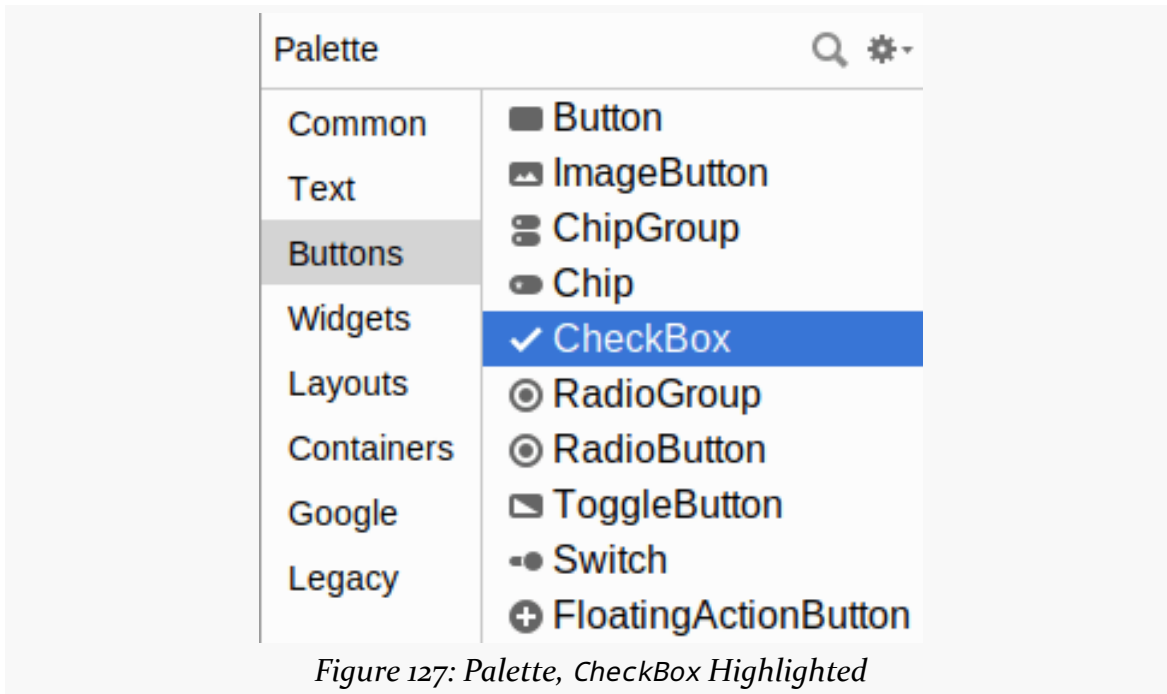 Palette
Common
Text
Buttons
Widgets
Layouts
Containers
Google
Legacy
Button
ImageButton
ChipGroup
Chip
CheckBox
RadioGroup
RadioButton
ToggleButton
Switch
FloatingActionButton
Figure 127: Palette, CheckBox Highlighted